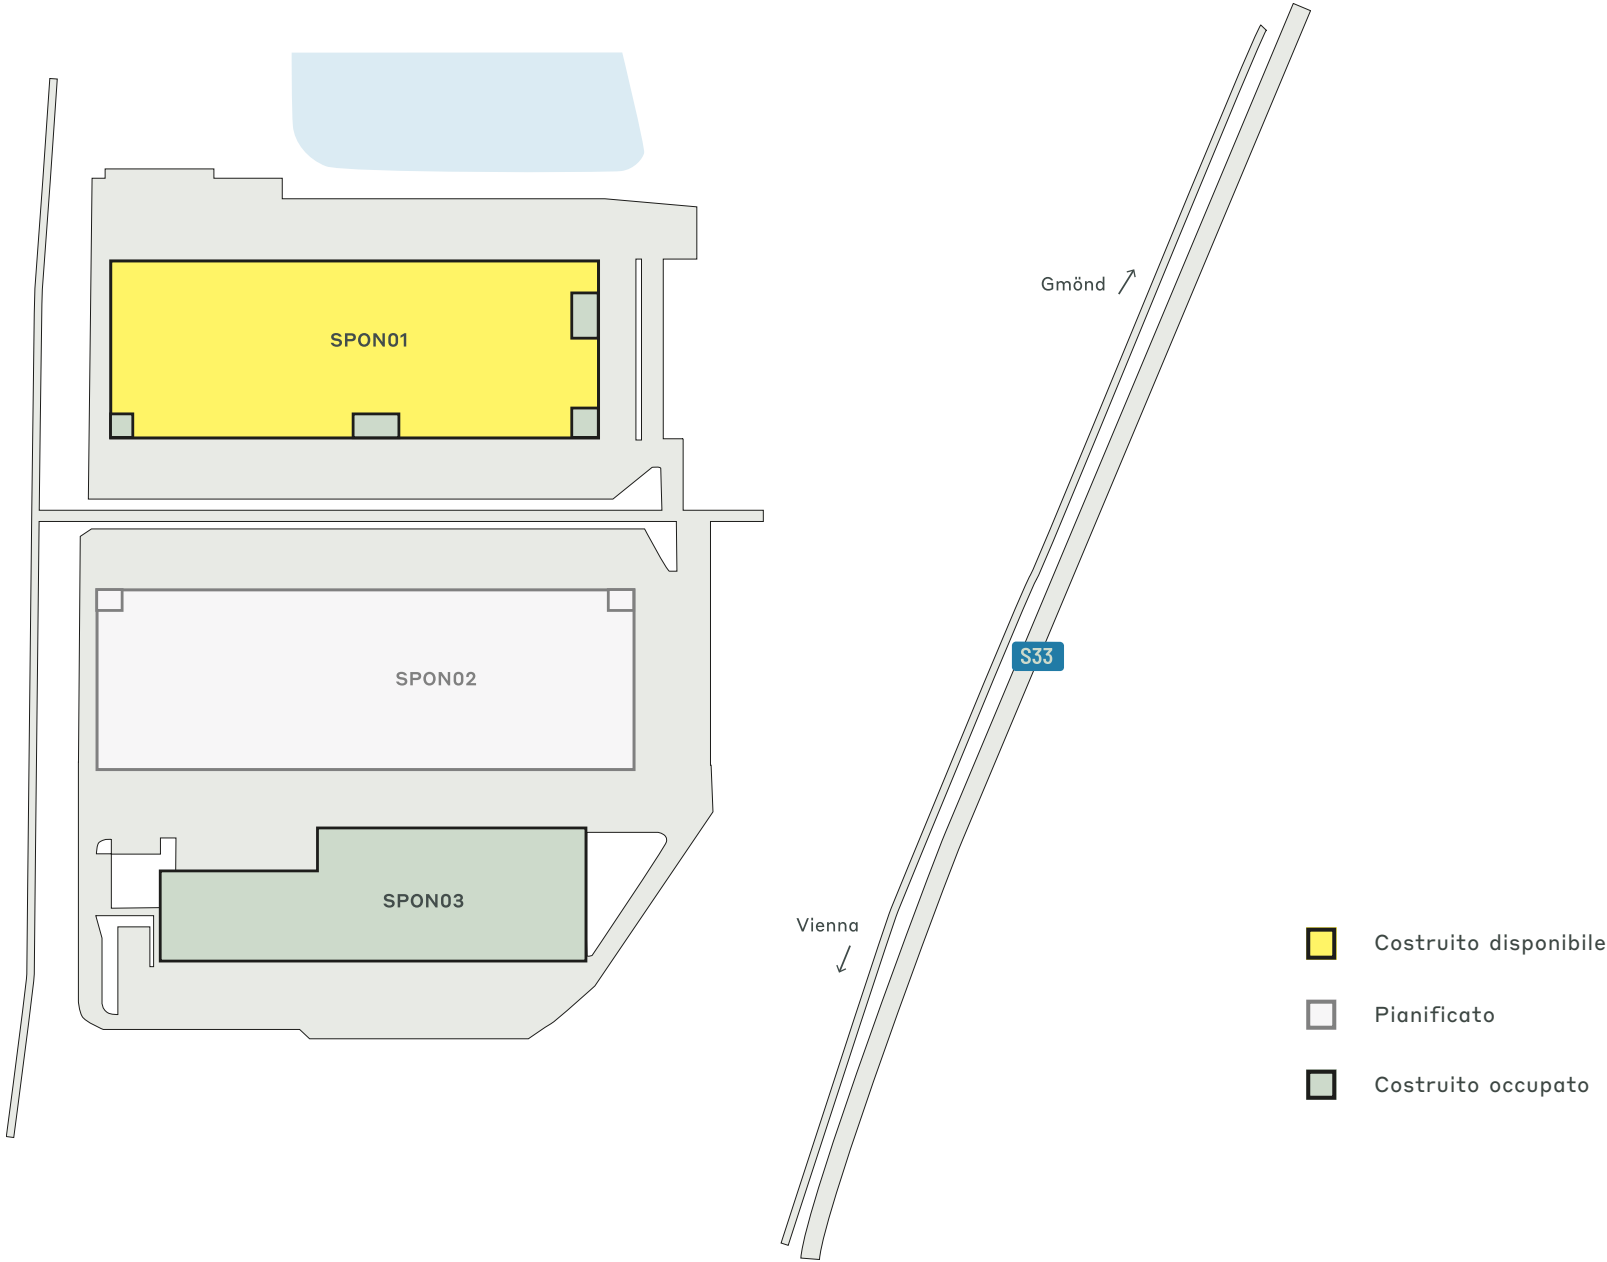 Gmönd
SPON01
S33
SPON02
SPON03
Vienna
Costruito disponibile
Pianificato
Costruito occupato